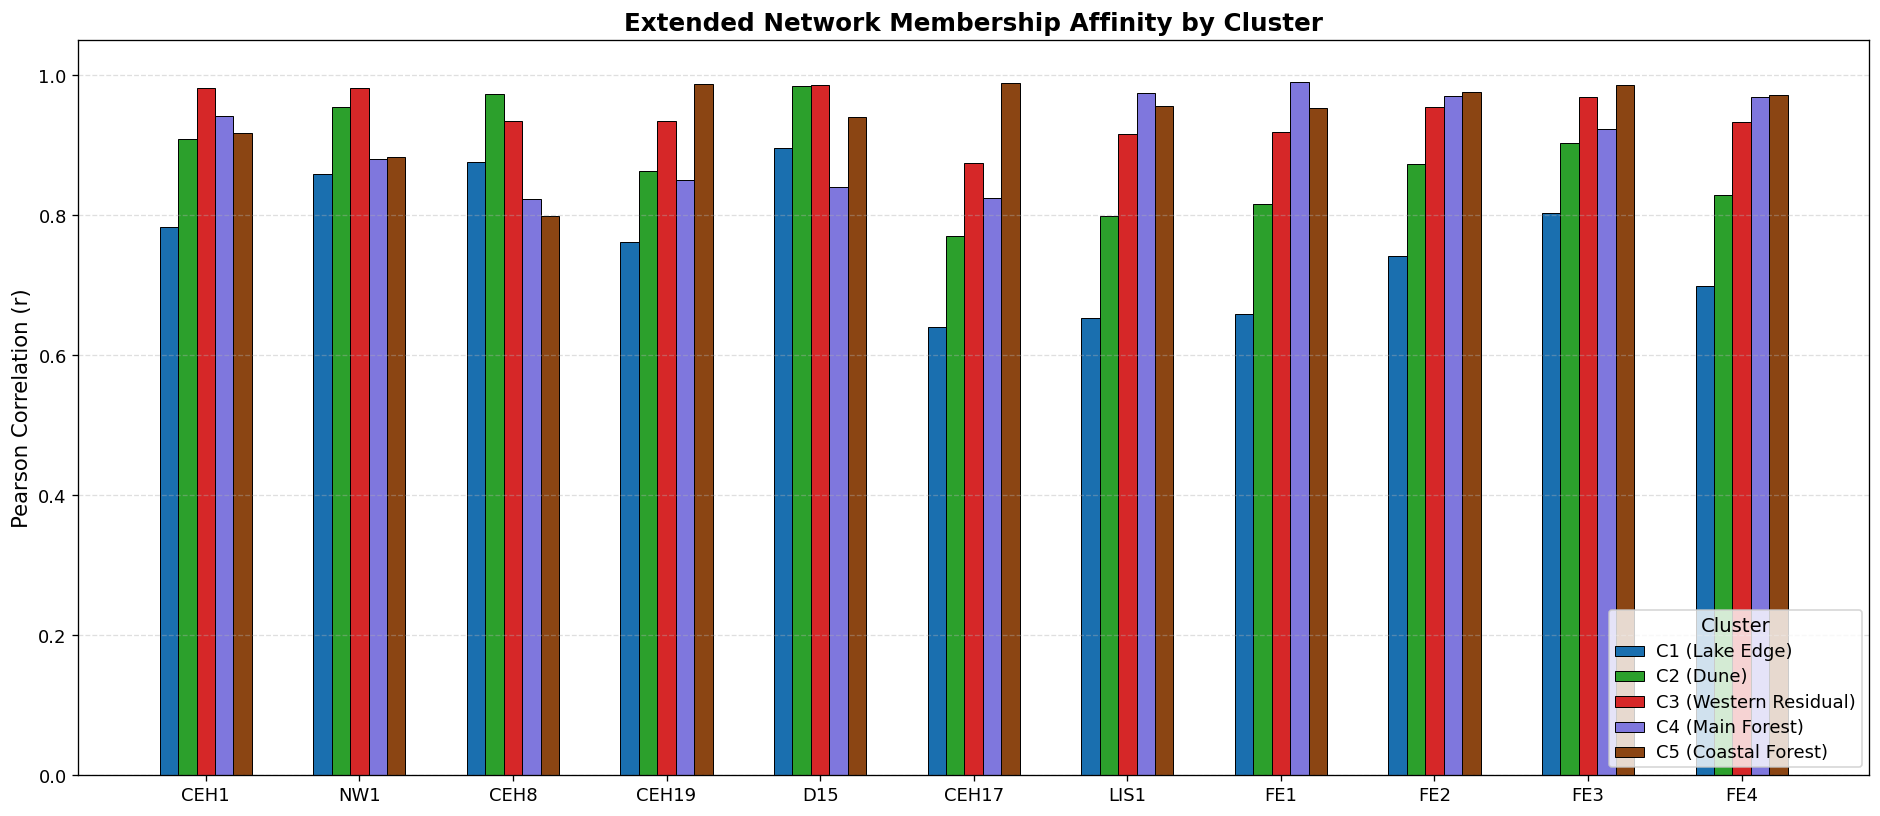 Extended Network Membership Affinity by Cluster
Pearson Correlation (r)
1.0
0.8
0.6
0.4
0.2
0.0
CEH1 NW1 CEH8 CEH19 D15 CEH17 LIS1 FE1 FE2 FE3 FE4
Cluster
C1 (Lake Edge)
C2 (Dune)
C3 (Western Residual)
C4 (Main Forest)
C5 (Coastal Forest)